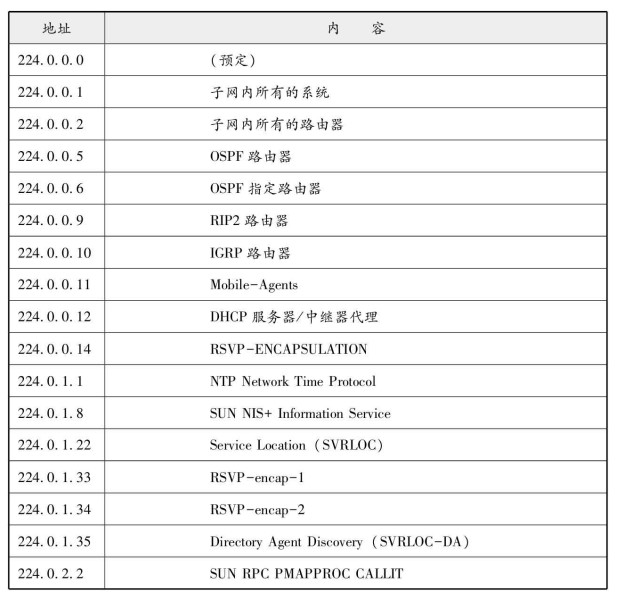 地址 内 容
224.0.0.0 (预定)
224.0.0.1 子网内所有的系统
224.0.0.2 子网内所有的路由器
224.0.0.5 OSPF 路由器
224.0.0.6 OSPF 指定路由器
224.0.0.9 RIP2 路由器
224.0.0.10 IGRP 路由器
224.0.0.11 Mobile-Agents
224.0.0.12 DHCP 服务器/中继器代理
224.0.0.14 RSVP-ENCAPSULATION
224.0.1.1 NTP Network Time Protocol
224.0.1.8 SUN NIS+ Information Service
224.0.1.22 Service Location (SVRLOC)
224.0.1.33 RSVP-encap-1
224.0.1.34 RSVP-encap-2
224.0.1.35 Directory Agent Discovery (SVRLOC-DA)
224.0.2.2 SUN RPC PMAPPROC CALLIT